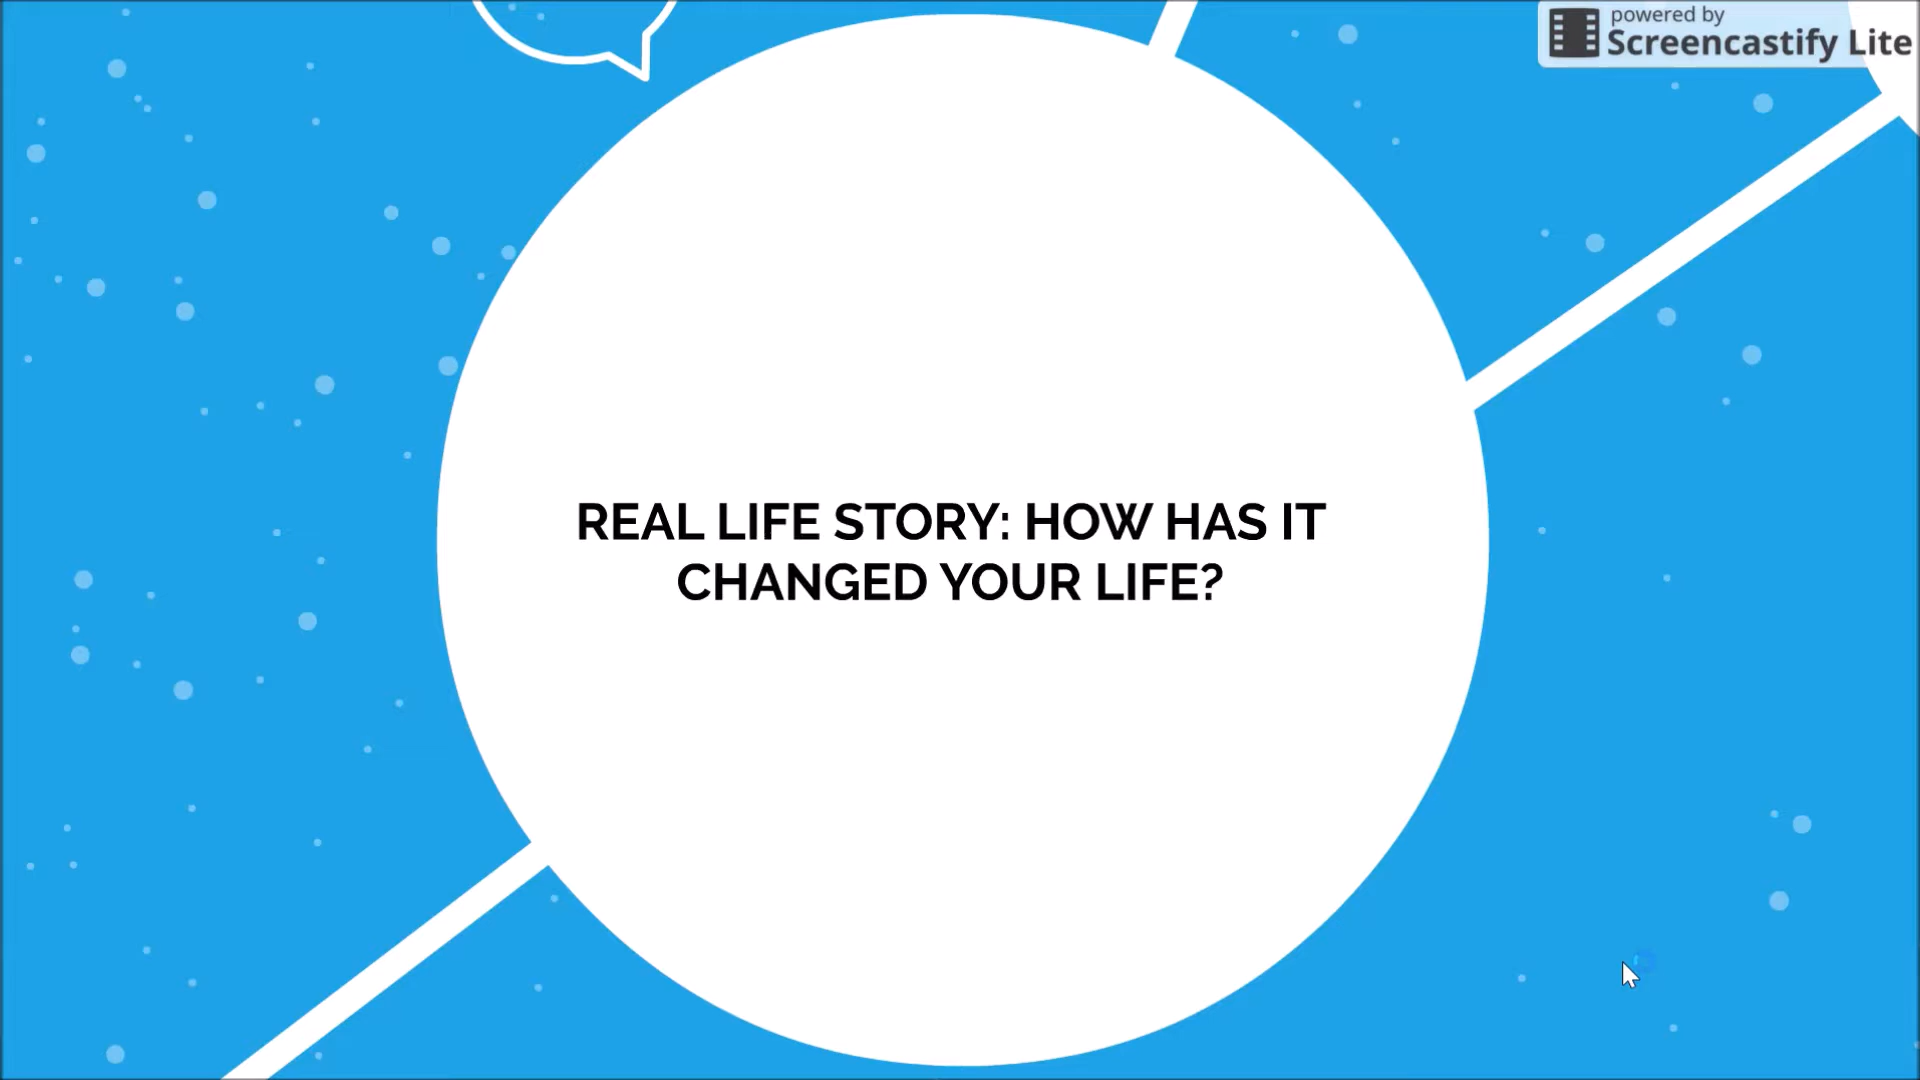 powered by
Screencastify Lite
REAL LIFE STORY: HOW HAS IT
CHANGED YOUR LIFE?